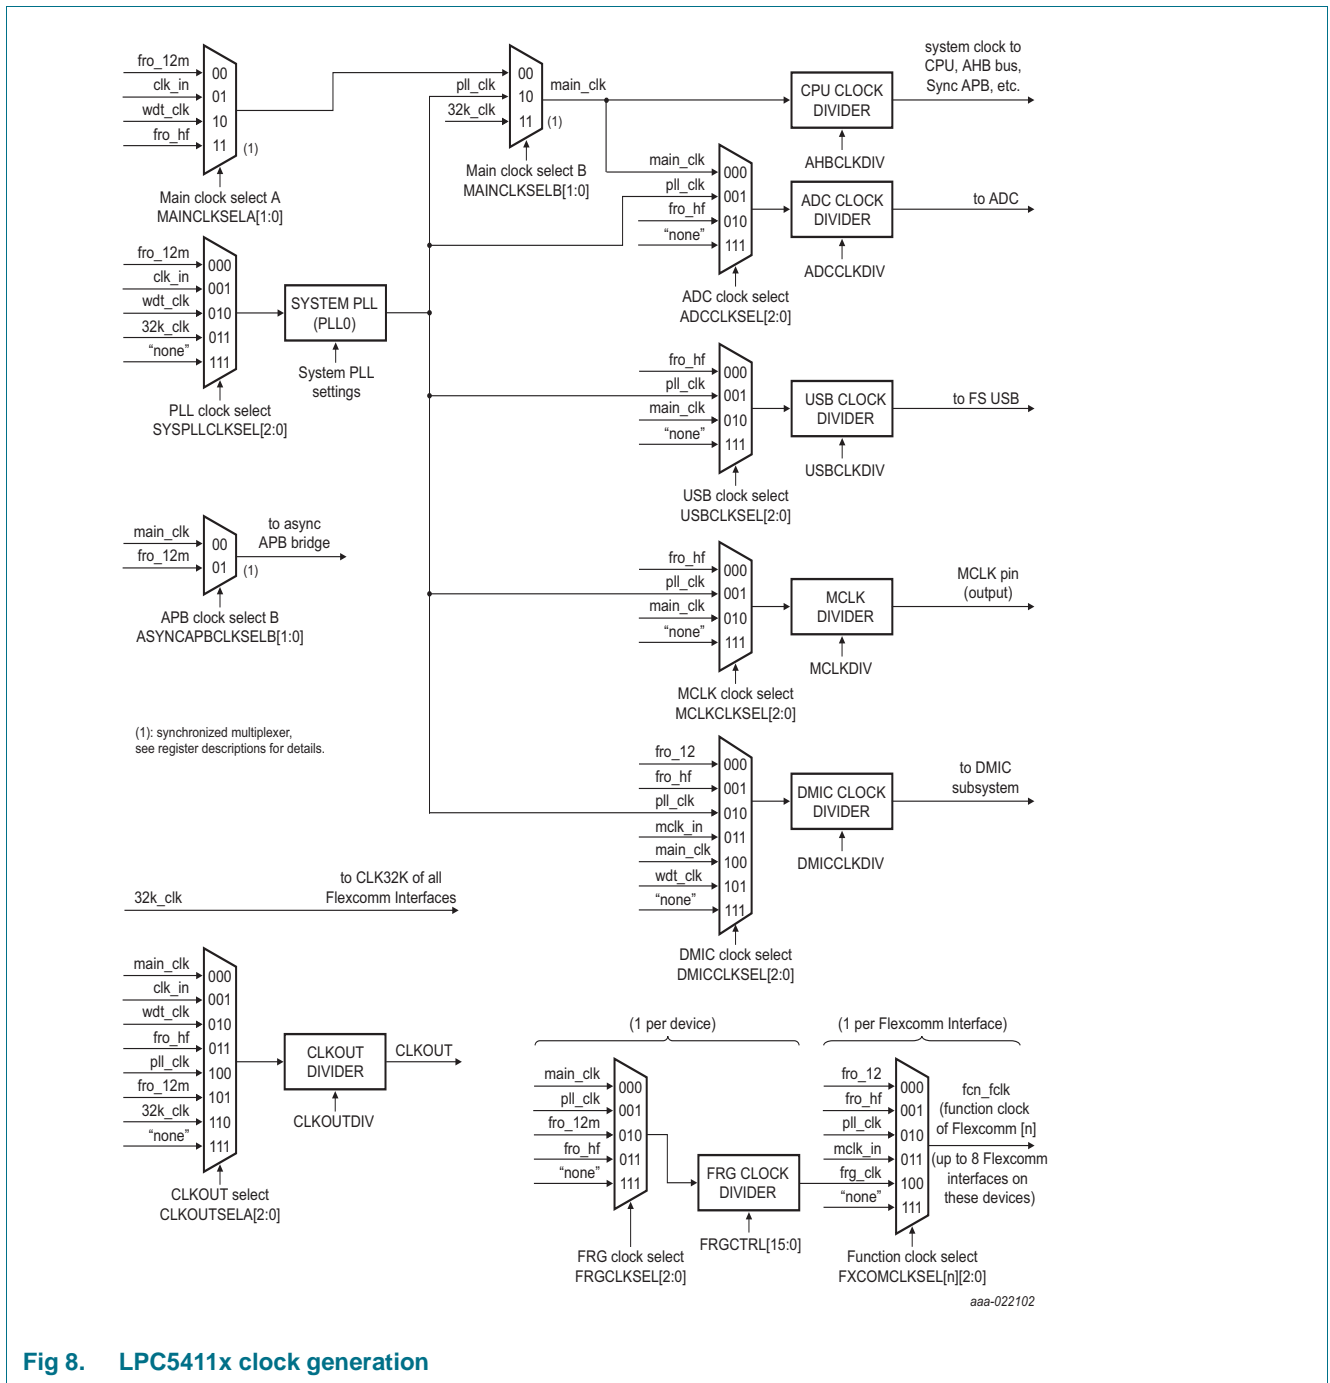 fro_12m
clk_in
wdt_clk
fro_hf
00
01
10
11
(1)
Main clock select A
MAINCLKSELA[1:0]
pll_clk
32k_clk
00
10
11
(1)
main_clk
Main clock select B
MAINCLKSELB[1:0]
CPU CLOCK
DIVIDER
AHBCLKDIV
system clock to
CPU, AHB bus,
Sync APB, etc.
main_clk
pll_clk
fro_hf
“none”
000
001
010
111
ADC clock select
ADCCLKSEL[2:0]
ADC CLOCK
DIVIDER
ADCCLKDIV
to ADC
fro_12m
clk_in
wdt_clk
32k_clk
“none”
000
001
010
011
111
PLL clock select
SYSPLLCLKSEL[2:0]
SYSTEM PLL
(PLL0)
System PLL
settings
fro_hf
pll_clk
main_clk
“none”
000
001
010
111
USB clock select
USBCLKSEL[2:0]
USB CLOCK
DIVIDER
USBCLKDIV
to FS USB
main_clk
fro_12m
00
01
(1)
to async
APB bridge
APB clock select B
ASYNCAPBCLKSELB[1:0]
fro_hf
pll_clk
main_clk
“none”
000
001
010
111
MCLK clock select
MCLKCLKSEL[2:0]
MCLK
DIVIDER
MCLKDIV
MCLK pin
(output)
(1): synchronized multiplexer,
see register descriptions for details.
fro_12
fro_hf
pll_clk
mclk_in
main_clk
wdt_clk
“none”
000
001
010
011
100
101
111
DMIC clock select
DMICCLKSEL[2:0]
DMIC CLOCK
DIVIDER
DMICCLKDIV
to DMIC
subsystem
32k_clk
to CLK32K of all
Flexcomm Interfaces
main_clk
clk_in
wdt_clk
fro_hf
pll_clk
fro_12m
32k_clk
“none”
000
001
010
011
100
101
110
111
CLKOUT select
CLKOUTSELA[2:0]
CLKOUT
DIVIDER
CLKOUTDIV
CLKOUT
(1 per device)
main_clk
pll_clk
fro_12m
fro_hf
“none”
000
001
010
011
111
FRG clock select
FRGCLKSEL[2:0]
FRG CLOCK
DIVIDER
FRGCTRL[15:0]
(1 per Flexcomm Interface)
fro_12
fro_hf
pll_clk
mclk_in
frg_clk
“none”
000
001
010
011
100
111
Function clock select
FXCOMCLKSEL[n][2:0]
fcn_fclk
(function clock
of Flexcomm [n]
(up to 8 Flexcomm
interfaces on
these devices)
aaa-022102
Fig 8. LPC5411x clock generation